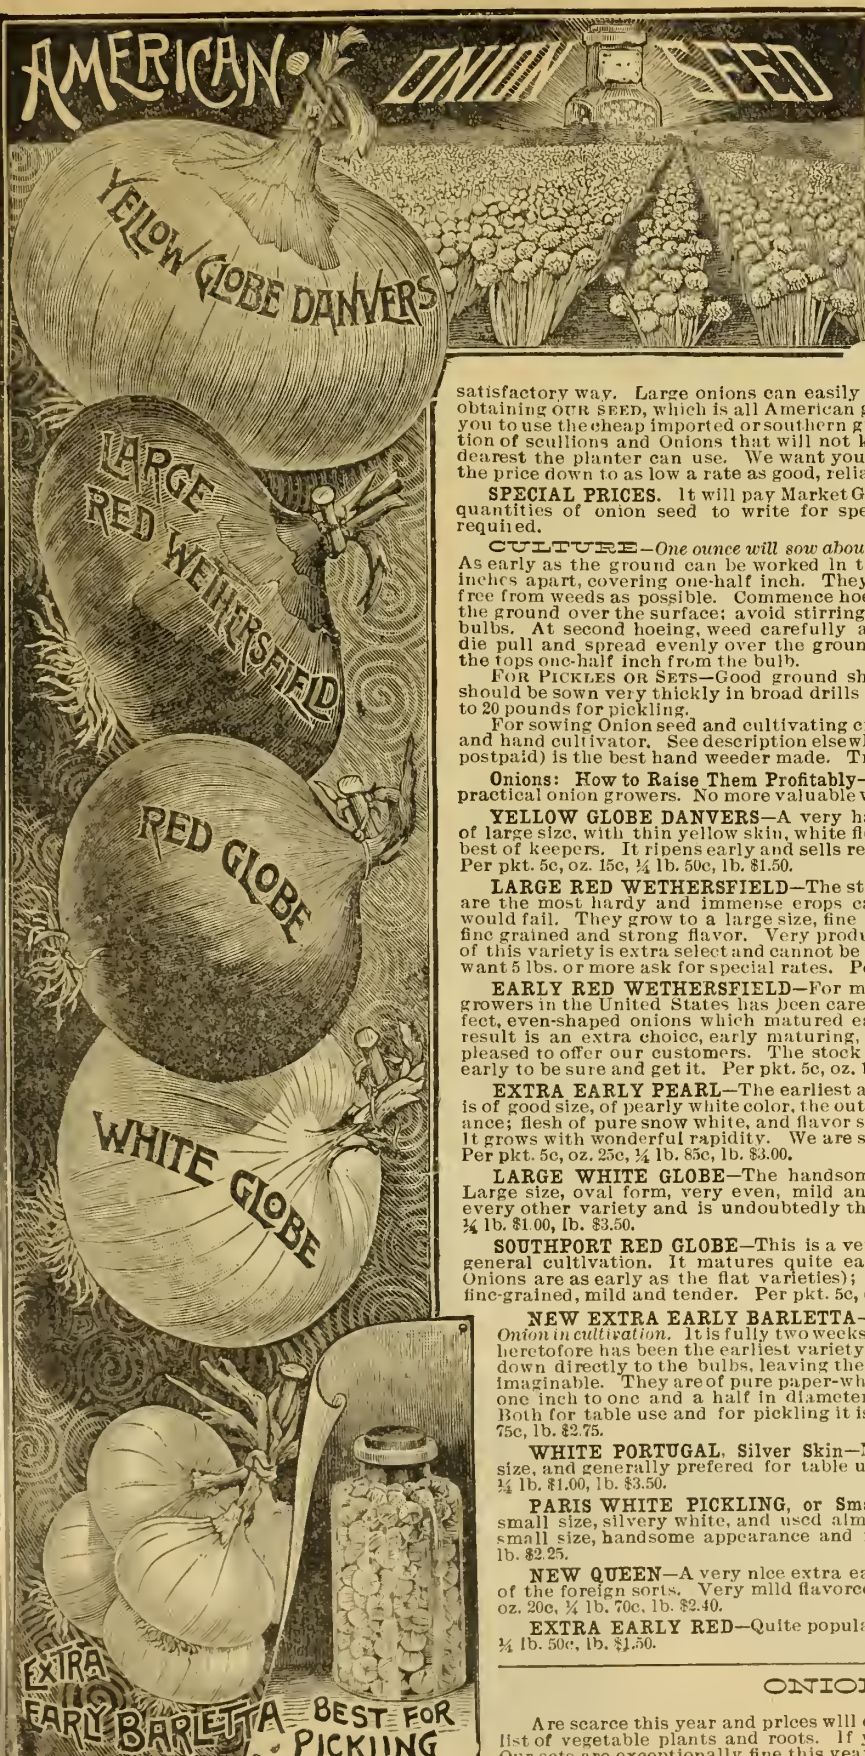 AMERICAN ONION SEED
YELLOW GLOBE DANVERS
LARGE
RED WETHERSFIELD
RED GLOBE
WHITE GLOBE
EXTRA
EARLY BARLETTA
BEST FOR
PICKLING
satisfactory way. Large onions can easily
obtaining OUR SEED, which is all American
you to use the cheap imported or southern
tion of scullions and Onions that will not
dearest the planter can use. We want you
the price down to as low a rate as good,
SPECIAL PRICES. It will pay Market
quantities of onion seed to write for
required.
CULTURE—One ounce will sow
As early as the ground can be worked in
inches apart, covering one-half inch. They
free from weeds as possible. Commence
the ground over the surface; avoid stirring
bulbs. At second hoeing, weed carefully
die pull and spread evenly over the
the tops one-half inch from the bulb.
FOR PICKLES OR SETS—Good ground
should be sown very thickly in broad drills
to 20 pounds for pickling.
For sowing Onion seed and cultivating
and hand cultivator. See description
postpaid) is the best hand weeder made.
Onions: How to Raise Them Profitably—
practical onion growers. No more valuable
YELLOW GLOBE DANVERS—A very
of large size, with thin yellow skin, white
best of keepers. It ripens early and sells
Per pkt. 5c, oz. 15c, ¼ lb. 50c, lb. $1.50.
LARGE RED WETHERSFIELD—The
are the most hardy and immense crops
would fail. They grow to a large size, fine
fine grained and strong flavor. Very
of this variety is extra select and cannot be
want 5 lbs. or more ask for special rates.
EARLY RED WETHERSFIELD—For
growers in the United States has been
fect, even-shaped onions which matured
result is an extra choice, early maturing,
pleased to offer our customers. The stock
early to be sure and get it. Per pkt. 5c, oz.
EXTRA EARLY PEARL—The earliest
is of good size, of pearly white color, the
ance; flesh of pure snow white, and flavor
It grows with wonderful rapidity. We are
Per pkt. 5c, oz. 25c, ¼ lb. 85c, lb. $3.00.
LARGE WHITE GLOBE—The
Large size, oval form, very even, mild
every other variety and is undoubtedly
¼ lb. $1.00, lb. $3.50.
SOUTHPORT RED GLOBE—This is a
general cultivation. It matures quite
Onions are as early as the flat varieties);
fine-grained, mild and tender. Per pkt. 5c,
NEW EXTRA EARLY BARLETTA—
Onion in cultivation. It is fully two weeks
heretofore has been the earliest variety
down directly to the bulbs, leaving the
imaginable. They are of pure
one inch to one and a half in diameter
Both for table use and for pickling it
75c, lb. $2.75.
WHITE PORTUGAL, Silver Skin—
size, and generally prefered for table
¼ lb. $1.00, lb. $3.50.
PARIS WHITE PICKLING, or
small size, silvery white, and used
small size, handsome appearance and
lb. $2.25.
NEW QUEEN—A very nice extra
of the foreign sorts. Very mild
oz. 20c, ¼ lb. 70c, lb. $2.40.
EXTRA EARLY RED—Quite
¼ lb. 50c, lb. $1.50.
Are scarce this year and prices will
list of vegetable plants and roots. If